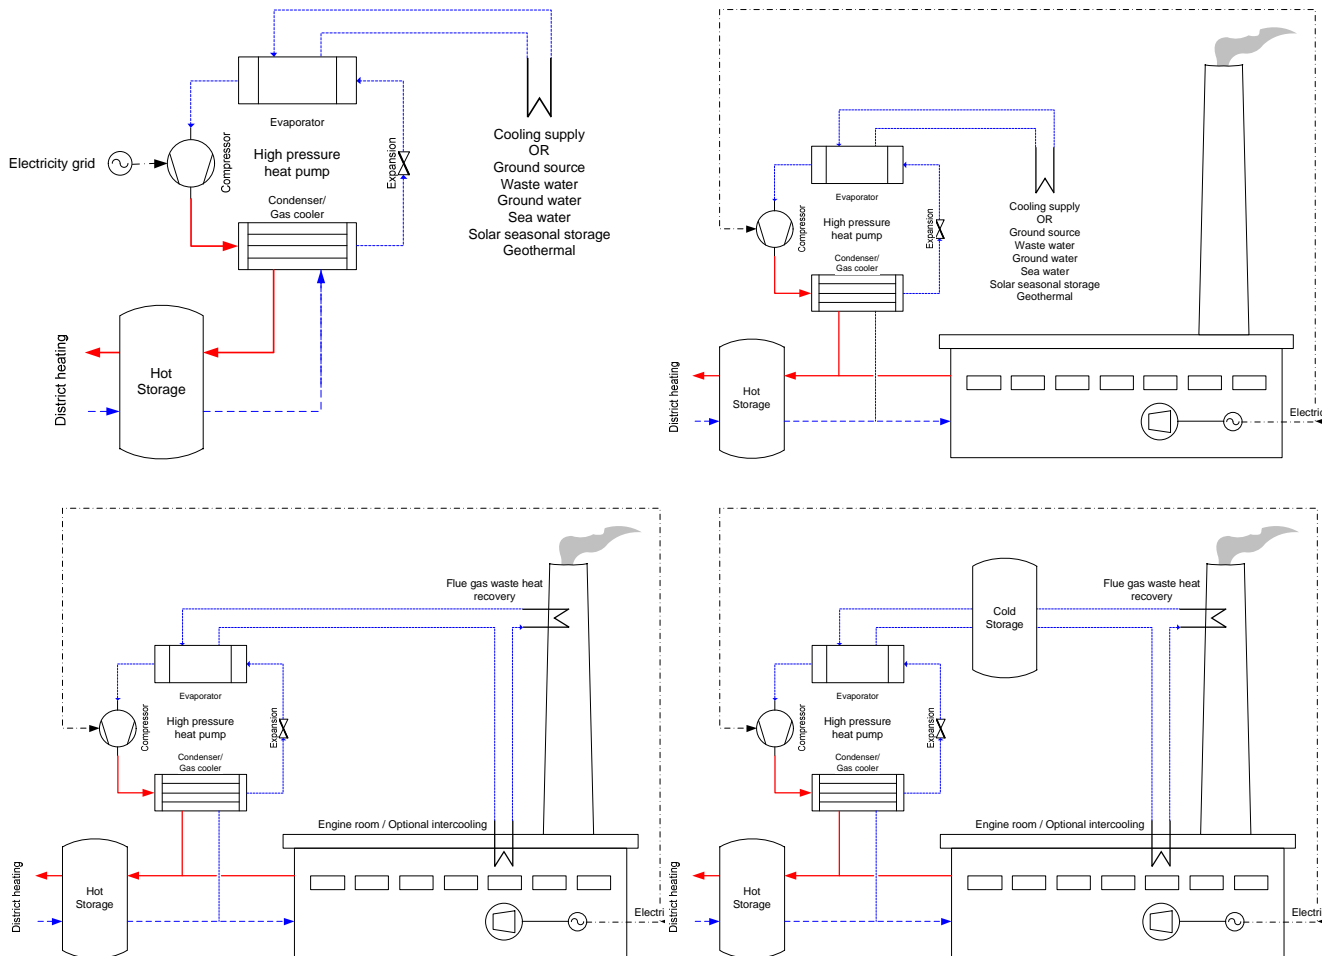 Evaporator
Electricity grid
Compressor
High pressure
heat pump
Expansion
Condenser/
Gas cooler
Cooling supply
OR
Ground source
Waste water
Ground water
Sea water
Solar seasonal storage
Geothermal
District heating
Hot
Storage
Evaporator
Compressor
High pressure
heat pump
Expansion
Condenser/
Gas cooler
Cooling supply
OR
Ground source
Waste water
Ground water
Sea water
Solar seasonal storage
Geothermal
District heating
Hot
Storage
Electric
Flue gas waste heat
recovery
Evaporator
Compressor
High pressure
heat pump
Expansion
Condenser/
Gas cooler
Engine room / Optional intercooling
District heating
Hot
Storage
Electri
Flue gas waste heat
recovery
Cold
Storage
Evaporator
Compressor
High pressure
heat pump
Expansion
Condenser/
Gas cooler
Engine room / Optional intercooling
District heating
Hot
Storage
Electri